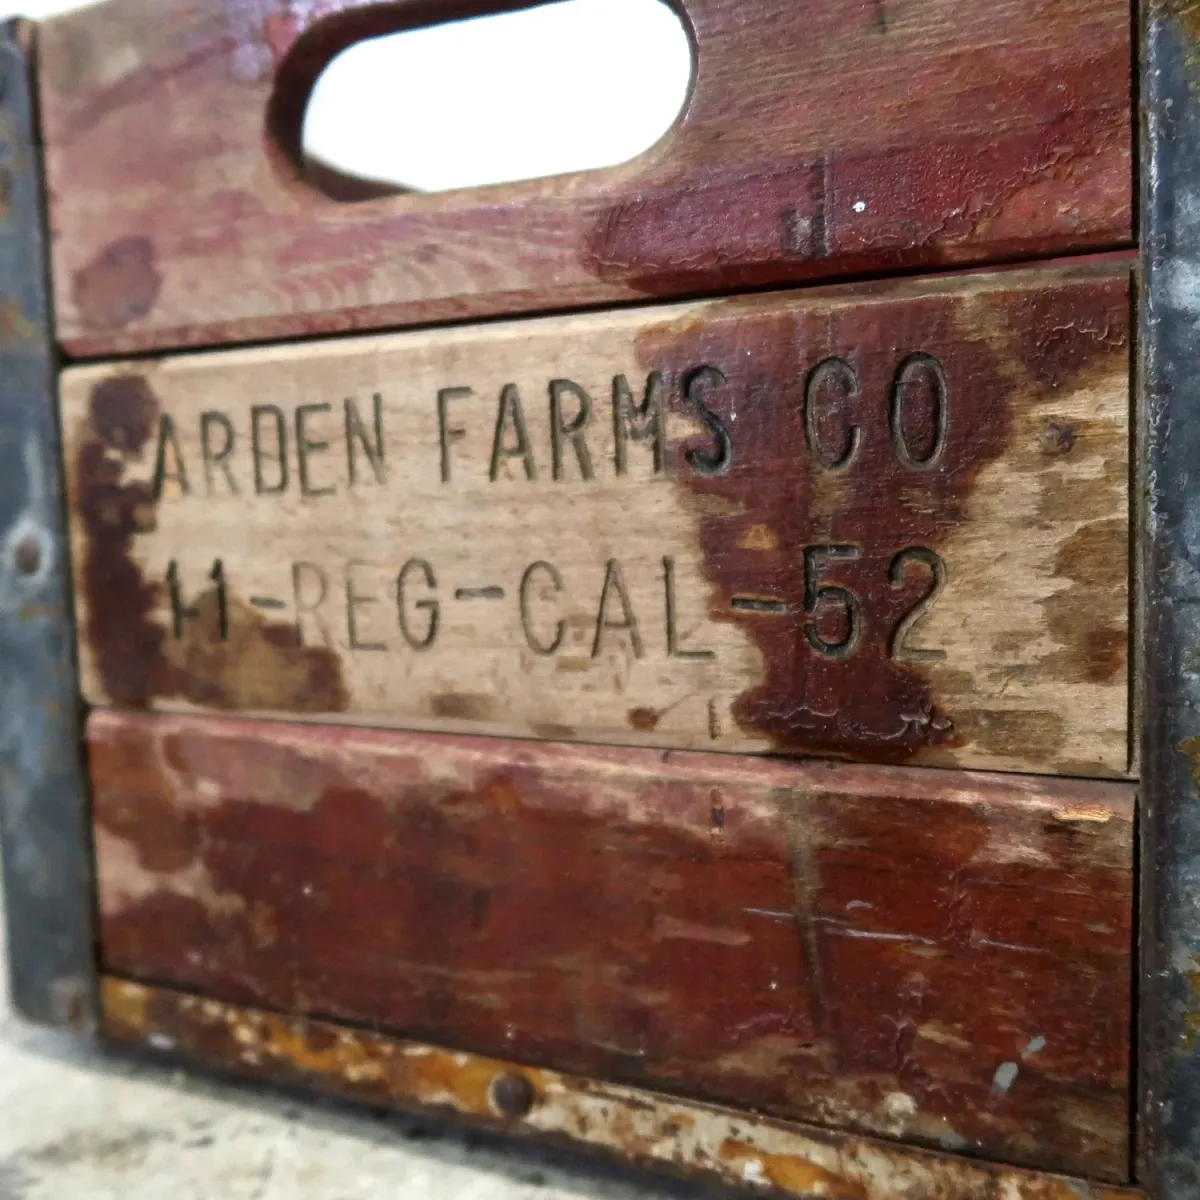 ARDEN FARMS CO
11-REG-CAL-52